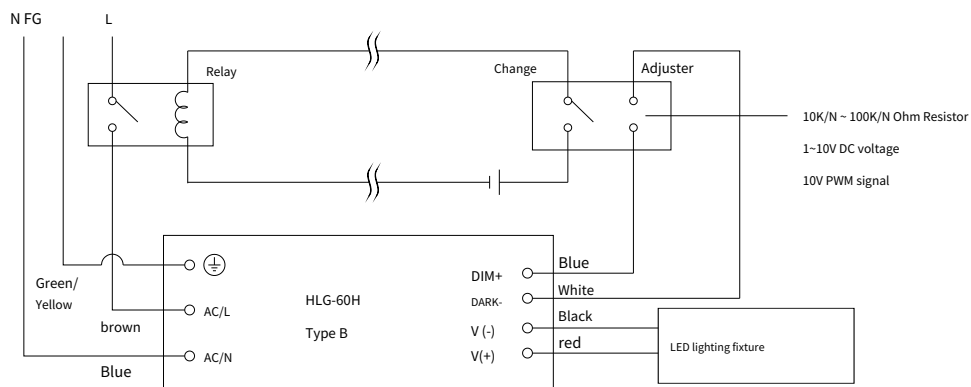 N FG L
Relay
Change
Adjuster
10K/N ~ 100K/N Ohm Resistor
1~10V DC voltage
10V PWM signal
Green/
Yellow
brown
Blue
AC/L
AC/N
HLG-60H
Type B
DIM+
DARK-
V (-)
V(+)
Blue
White
Black
red
LED lighting fixture